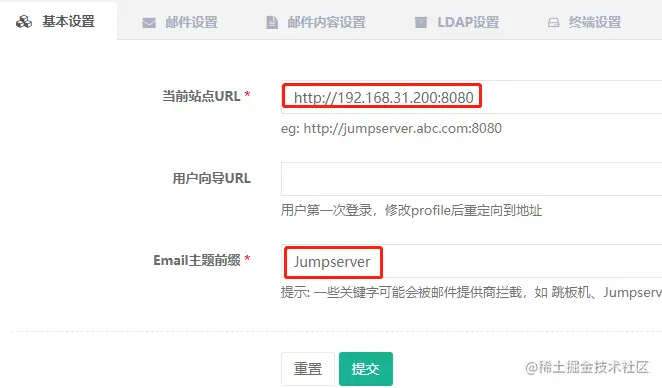 基本设置 邮件设置 邮件内容设置 LDAP设置 终端设置
当前站点URL * http://192.168.31.200:8080
eg: http://jumpserver.abc.com:8080
用户向导URL
用户第一次登录，修改profile后重定向到地址
Email主题前缀 * Jumpserver
提示: 一些关键字可能会被邮件提供商拦截，如 跳板机、Jumpserv
重置 提交
@稀土掘金技术社区